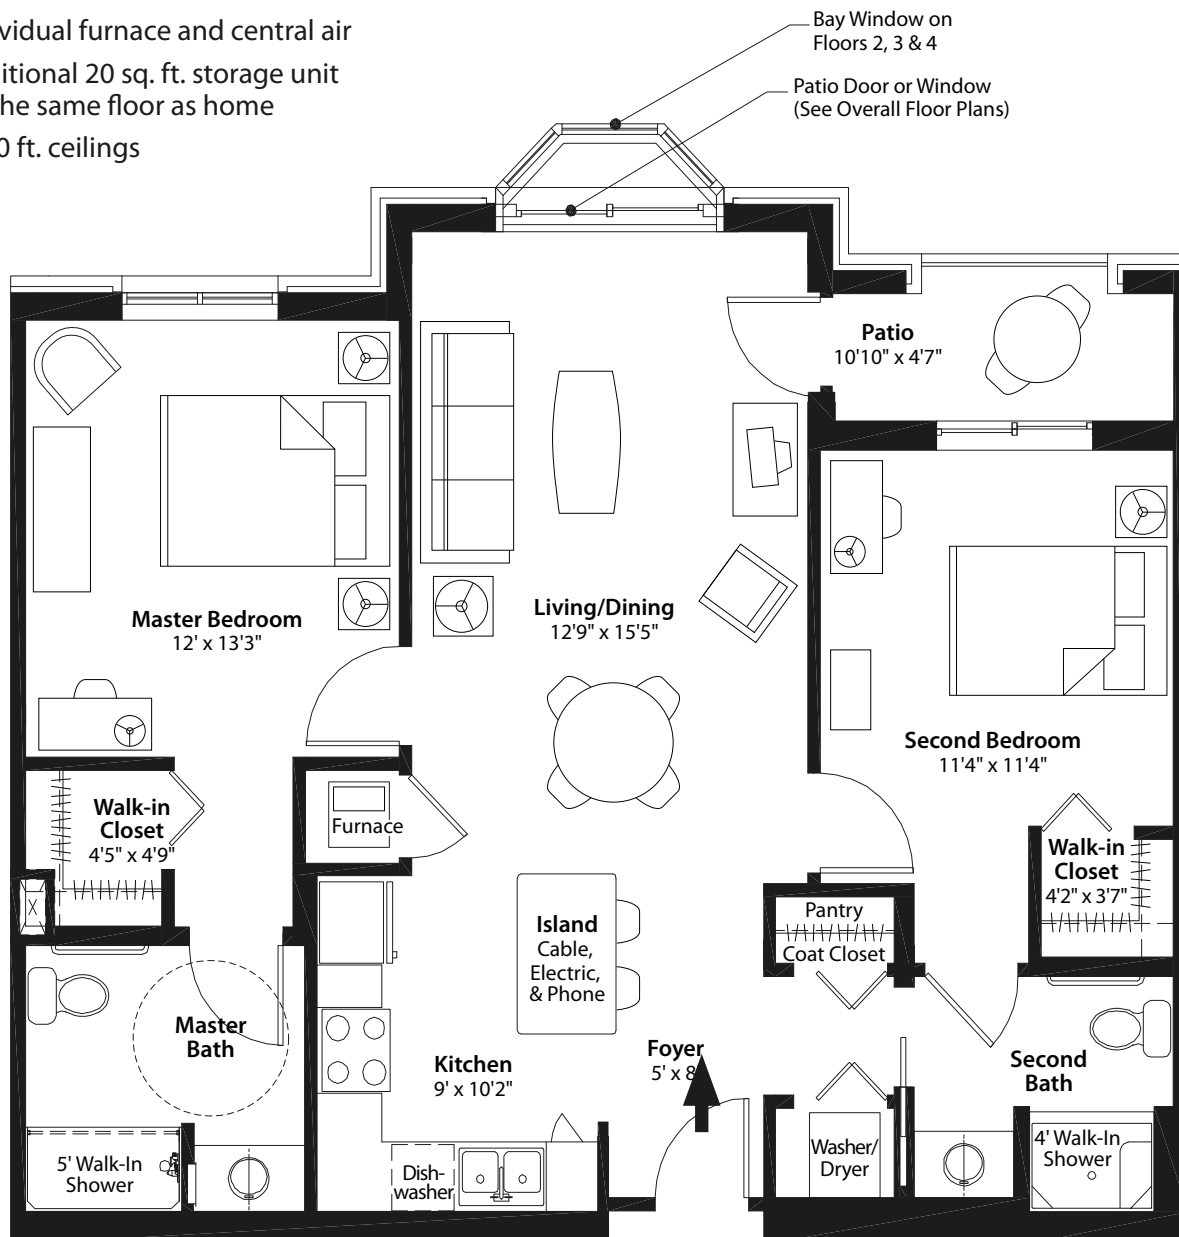 vidual furnace and central air
itional 20 sq. ft. storage unit
he same floor as home
0 ft. ceilings
Bay Window on
Floors 2, 3 & 4
Patio Door or Window
(See Overall Floor Plans)
Patio
10'10" x 4'7"
Master Bedroom
12' x 13'3"
Living/Dining
12'9" x 15'5"
Second Bedroom
11'4" x 11'4"
Walk-in
Closet
4'5" x 4'9"
Furnace
Walk-in
Closet
4'2" x 3'7"
Island
Cable,
Electric,
& Phone
Pantry
Coat Closet
Master
Bath
Kitchen
9' x 10'2"
Foyer
5' x 8
Second
Bath
5' Walk-In
Shower
Dish-
washer
Washer/
Dryer
4' Walk-In
Shower